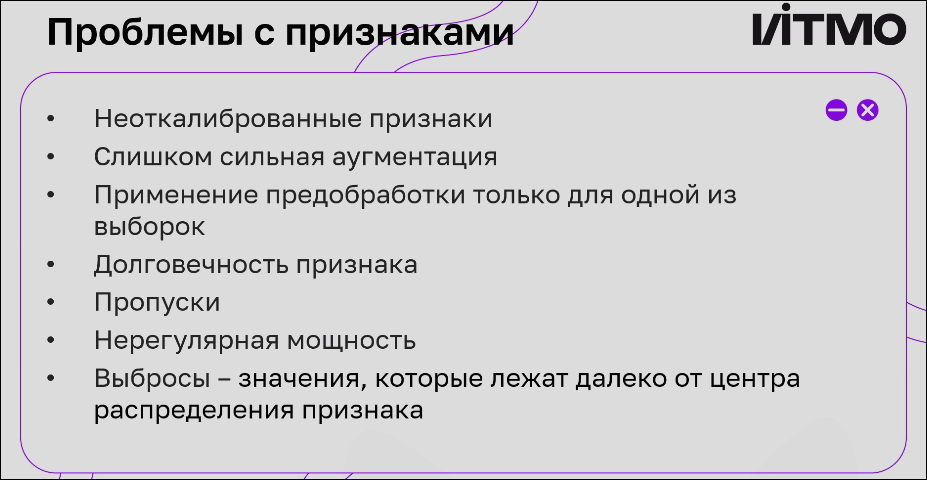 Проблемы с признаками
ИТМО
• Неоткалиброванные признаки
• Слишком сильная аугментация
• Применение предобработки только для одной из
выборок
• Долговечность признака
• Пропуски
• Нерегулярная мощность
• Выбросы – значения, которые лежат далеко от центра
распределения признака